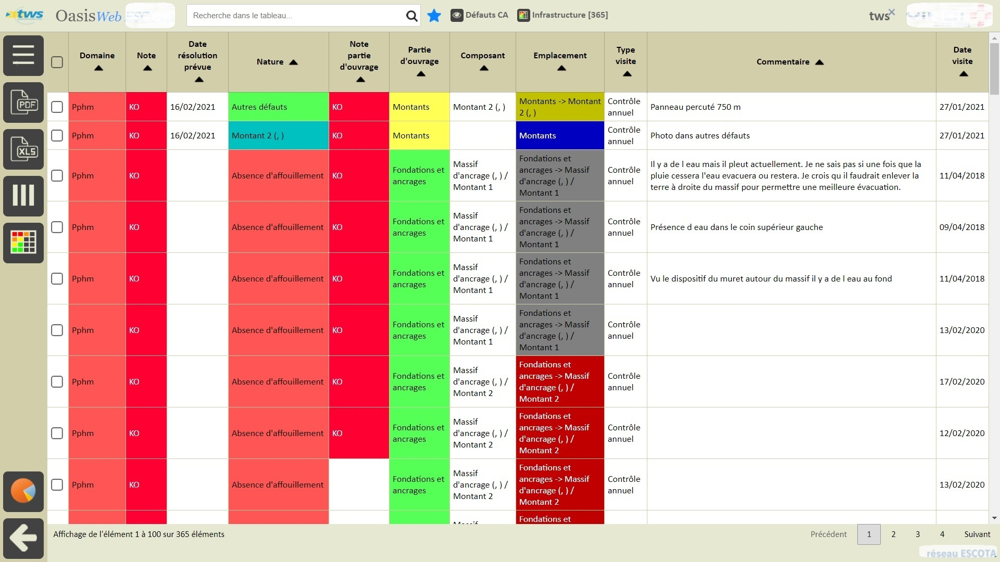 tws OasisWeb ESCOTA
Recherche dans le tableau...
Défauts CA
Infrastructure [365]
tws
Domaine
Note
Date
résolution
prévue
Nature
Note
partie
d'ouvrage
Partie
d'ouvrage
Composant
Emplacement
Type
visite
Commentaire
Date
visite
Pphm
KO
16/02/2021
Autres défauts
KO
Montants
Montant 2 (, )
Montants -> Montant
2 (, )
Contrôle
annuel
Panneau percuté 750 m
27/01/2021
Pphm
KO
16/02/2021
Montant 2 (, )
KO
Montants
Montants
Contrôle
annuel
Photo dans autres défauts
27/01/2021
Pphm
KO
Absence d'affouillement
KO
Fondations et
ancrages
Massif
d'ancrage (, ) /
Montant 1
Fondations et
ancrages -> Massif
d'ancrage (, ) /
Montant 1
Contrôle
annuel
Il y a de l eau mais il pleut actuellement. Je ne sais pas si une fois que la
pluie cessera l'eau evacuera ou restera. Je crois qu il faudrait enlever la
terre à droite du massif pour permettre une meilleure évacuation.
11/04/2018
Pphm
KO
Absence d'affouillement
KO
Fondations et
ancrages
Massif
d'ancrage (, ) /
Montant 1
Fondations et
ancrages -> Massif
d'ancrage (, ) /
Montant 1
Contrôle
annuel
Présence d eau dans le coin supérieur gauche
09/04/2018
Pphm
KO
Absence d'affouillement
KO
Fondations et
ancrages
Massif
d'ancrage (, ) /
Montant 1
Fondations et
ancrages -> Massif
d'ancrage (, ) /
Montant 1
Contrôle
annuel
Vu le dispositif du muret autour du massif il y a de l eau au fond
11/04/2018
Pphm
KO
Absence d'affouillement
KO
Fondations et
ancrages
Massif
d'ancrage (, ) /
Montant 1
Fondations et
ancrages -> Massif
d'ancrage (, ) /
Montant 1
Contrôle
annuel
13/02/2020
Pphm
KO
Absence d'affouillement
KO
Fondations et
ancrages
Massif
d'ancrage (, ) /
Montant 2
Fondations et
ancrages -> Massif
d'ancrage (, ) /
Montant 2
Contrôle
annuel
17/02/2020
Pphm
KO
Absence d'affouillement
KO
Fondations et
ancrages
Massif
d'ancrage (, ) /
Montant 2
Fondations et
ancrages -> Massif
d'ancrage (, ) /
Montant 2
Contrôle
annuel
12/02/2020
Pphm
KO
Absence d'affouillement
Fondations et
ancrages
Massif
d'ancrage (, ) /
Montant 2
Fondations et
ancrages -> Massif
d'ancrage (, ) /
Montant 2
Contrôle
annuel
13/02/2020
Massif
Fondations et
PDF
XLS
Affichage de l'élément 1 à 100 sur 365 éléments
Précédent 1 2 3 4 Suivant
réseau ESCOTA